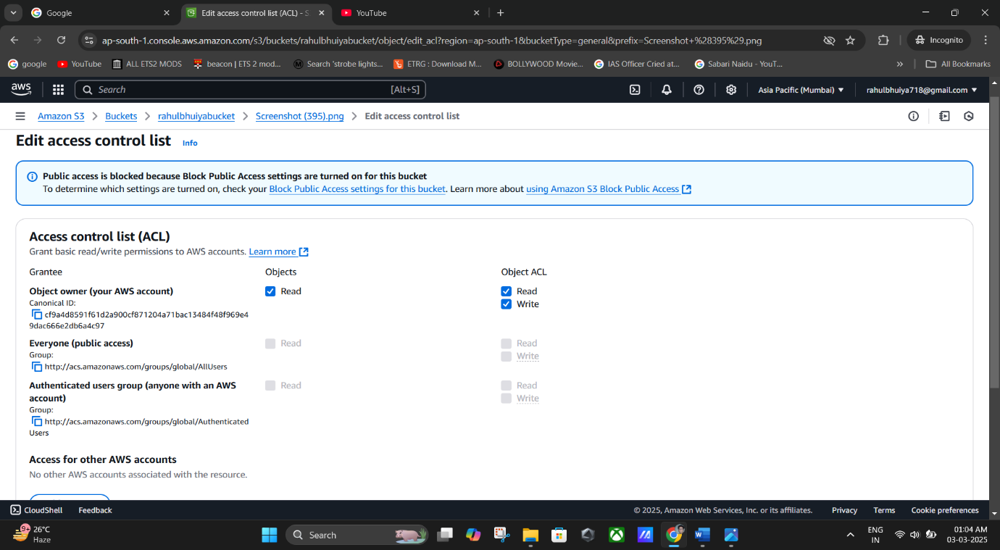 Google
Edit access control list (ACL) - S
YouTube
ap-south-1.console.aws.amazon.com/s3/buckets/rahulbhuiyabucket/object/edit_acl?region=ap-south-1&bucketType=general&prefix=Screenshot+%28395%29.png
Incognito
google
YouTube
ALL ETS2 MODS
beacon | ETS 2 mod...
Search 'strobe lights...
ETRG : Download M...
BOLLYWOOD Movie...
IAS Officer Cried at...
Sabari Naidu - YouT...
All Bookmarks
aws
Search
[Alt+S]
Asia Pacific (Mumbai)
rahulbhuiya718@gmail.com
Amazon S3
Buckets
rahulbhuiyabucket
Screenshot (395).png
Edit access control list
Edit access control list
Info
Public access is blocked because Block Public Access settings are turned on for this bucket
To determine which settings are turned on, check your Block Public Access settings for this bucket. Learn more about using Amazon S3 Block Public Access
Access control list (ACL)
Grant basic read/write permissions to AWS accounts. Learn more
Grantee
Objects
Object ACL
Object owner (your AWS account)
Read
Read
Canonical ID:
Write
cf9a4d8591f61d2a900cf871204a71bac13484f48f969e4
9dac666e2db6a4c97
Everyone (public access)
Read
Read
Group:
Write
http://acs.amazonaws.com/groups/global/AllUsers
Authenticated users group (anyone with an AWS
Read
Read
account)
Write
Group:
http://acs.amazonaws.com/groups/global/Authenticated
Users
Access for other AWS accounts
No other AWS accounts associated with the resource.
CloudShell
Feedback
© 2025, Amazon Web Services, Inc. or its affiliates.
Privacy
Terms
Cookie preferences
9+
26°C
Haze
Search
ENG
IN
01:04 AM
03-03-2025